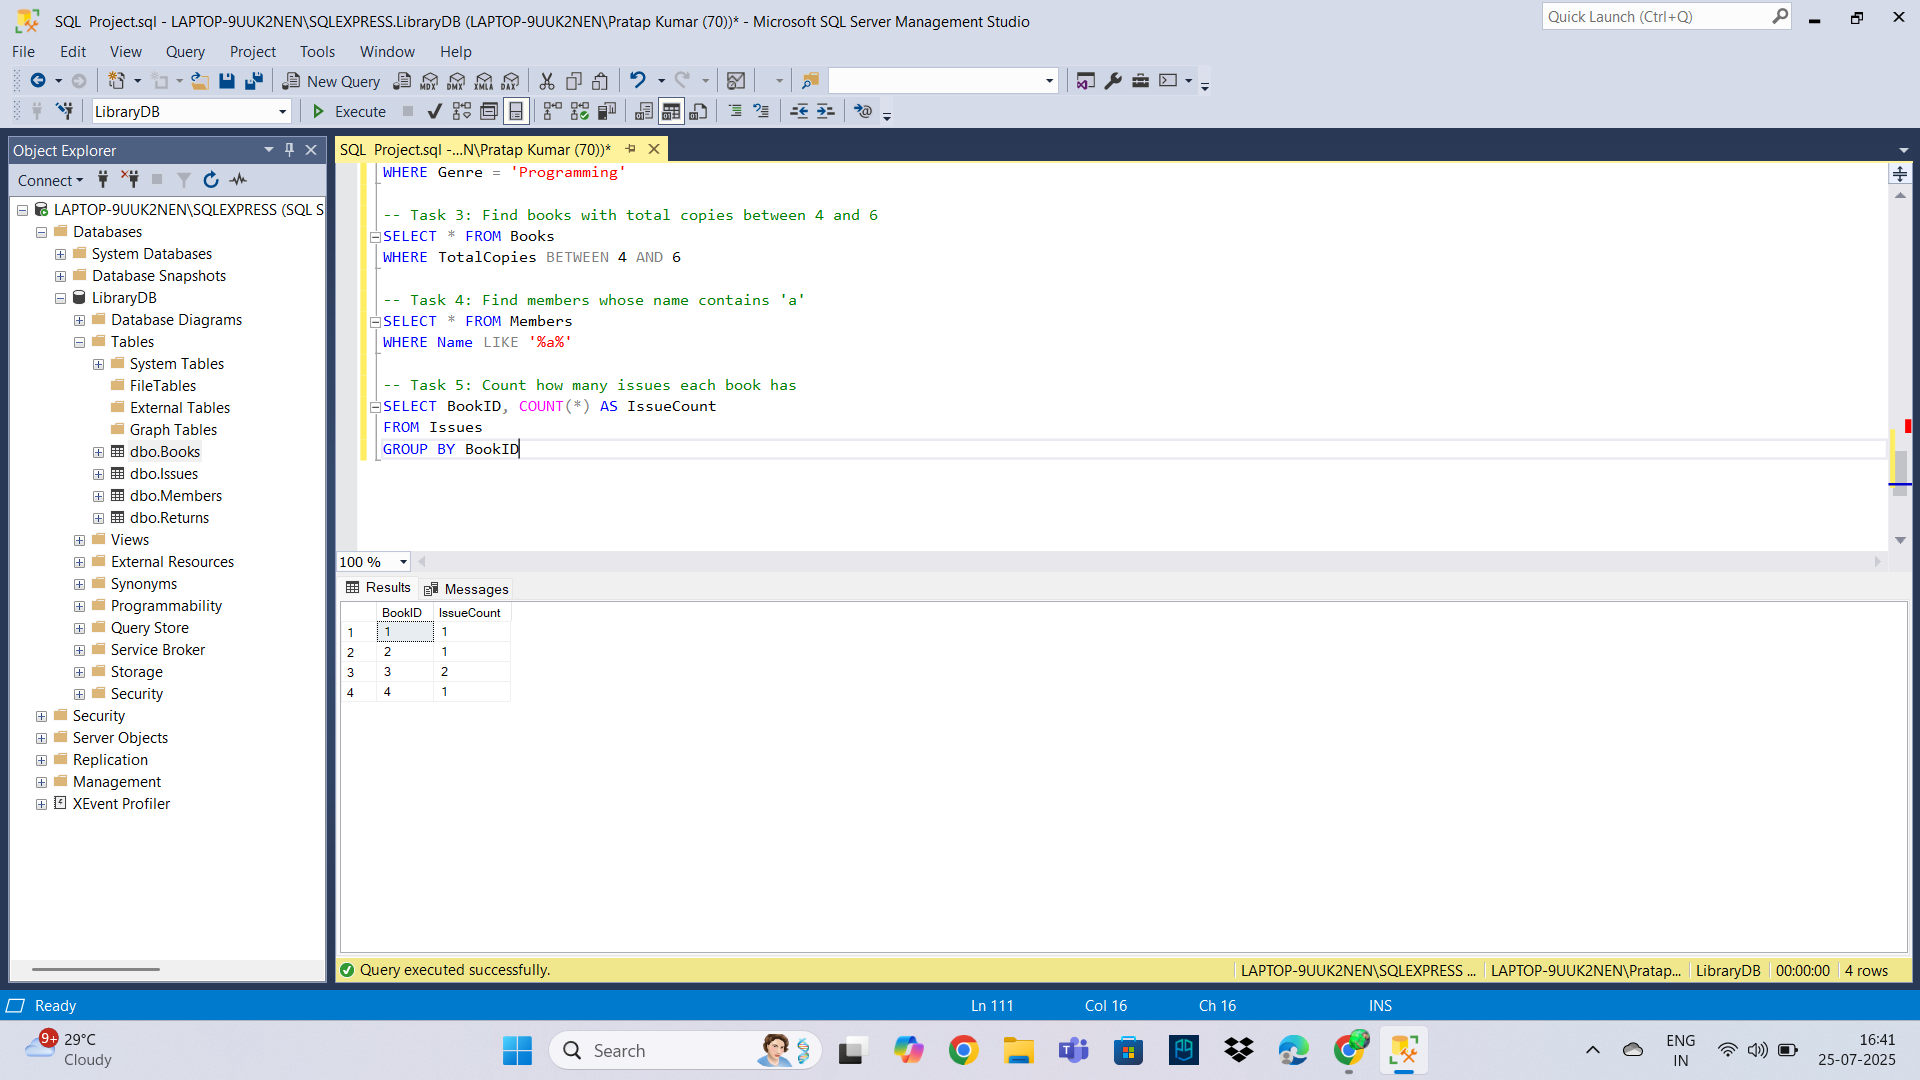 SQL Project.sql - LAPTOP-9UUK2NEN\SQLEXPRESS.LibraryDB (LAPTOP-9UUK2NEN\Pratap Kumar (70))* - Microsoft SQL Server Management Studio
Quick Launch (Ctrl+Q)
File Edit View Query Project Tools Window Help
New Query MDX DMX XMLA DAX
LibraryDB Execute
Object Explorer
Connect
LAPTOP-9UUK2NEN\SQLEXPRESS (SQL S
Databases
System Databases
Database Snapshots
LibraryDB
Database Diagrams
Tables
System Tables
FileTables
External Tables
Graph Tables
dbo.Books
dbo.Issues
dbo.Members
dbo.Returns
Views
External Resources
Synonyms
Programmability
Query Store
Service Broker
Storage
Security
Security
Server Objects
Replication
Management
XEvent Profiler
SQL Project.sql -...N\Pratap Kumar (70))*
WHERE Genre = 'Programming'
-- Task 3: Find books with total copies between 4 and 6
SELECT * FROM Books
WHERE TotalCopies BETWEEN 4 AND 6
-- Task 4: Find members whose name contains 'a'
SELECT * FROM Members
WHERE Name LIKE '%a%'
-- Task 5: Count how many issues each book has
SELECT BookID, COUNT(*) AS IssueCount
FROM Issues
GROUP BY BookID
100 %
Results Messages
BookID IssueCount
1 1 1
2 2 1
3 3 2
4 4 1
Query executed successfully.
LAPTOP-9UUK2NEN\SQLEXPRESS ... LAPTOP-9UUK2NEN\Pratap... LibraryDB 00:00:00 4 rows
Ready Ln 111 Col 16 Ch 16 INS
9+ 29°C
Cloudy
Search
ENG
IN
16:41
25-07-2025